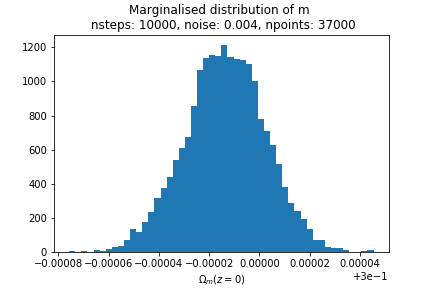 Marginalised distribution of m
nsteps: 10000, noise: 0.004, npoints: 37000
1200
1000
800
600
400
200
0
−0.00008 −0.00006 −0.00004 −0.00002 0.00000 0.00002 0.00004
+3e−1
Ωm(z = 0)